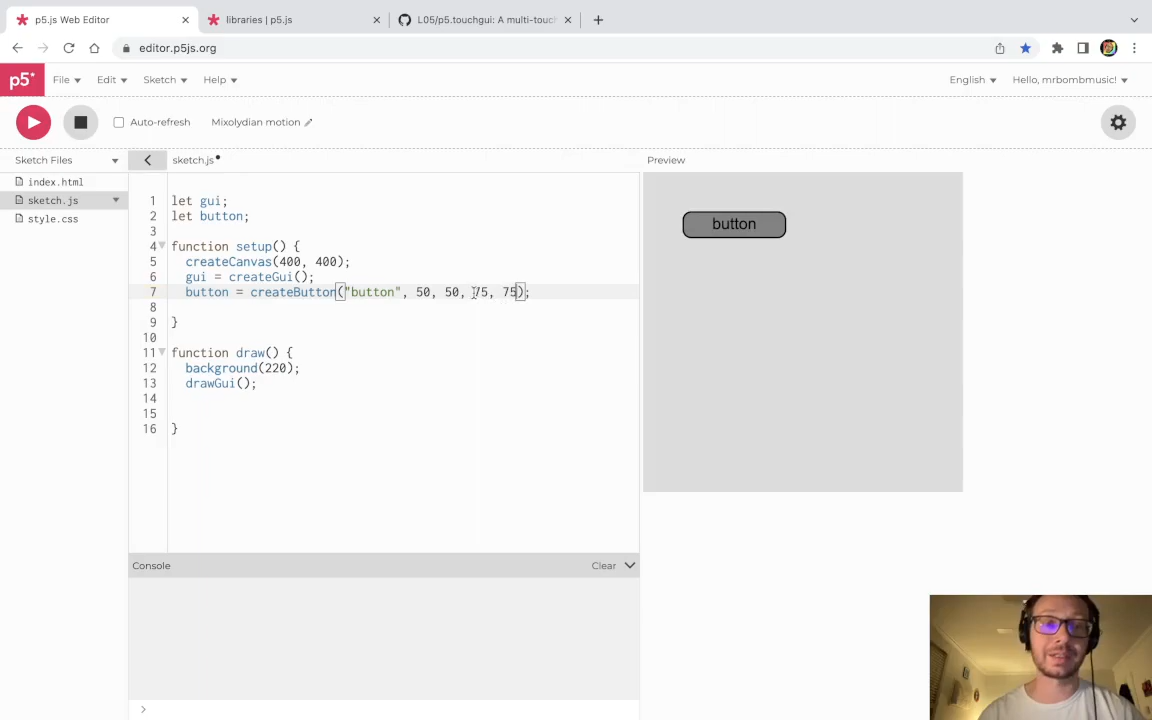 p5.js Web Editor
libraries | p5.js
L05/p5.touchgui: A multi-touch
editor.p5js.org
p5*
File
Edit
Sketch
Help
English
Hello, mrbombmusic!
Auto-refresh
Mixolydian motion
Sketch Files
sketch.js
Preview
index.html
sketch.js
style.css
1 let gui;
2 let button;
3
4 function setup() {
5 createCanvas(400, 400);
6 gui = createGui();
7 button = createButton("button", 50, 50, 75, 75);
8
9 }
10
11 function draw() {
12 background(220);
13 drawGui();
14
15
16 }
button
Console
Clear
>